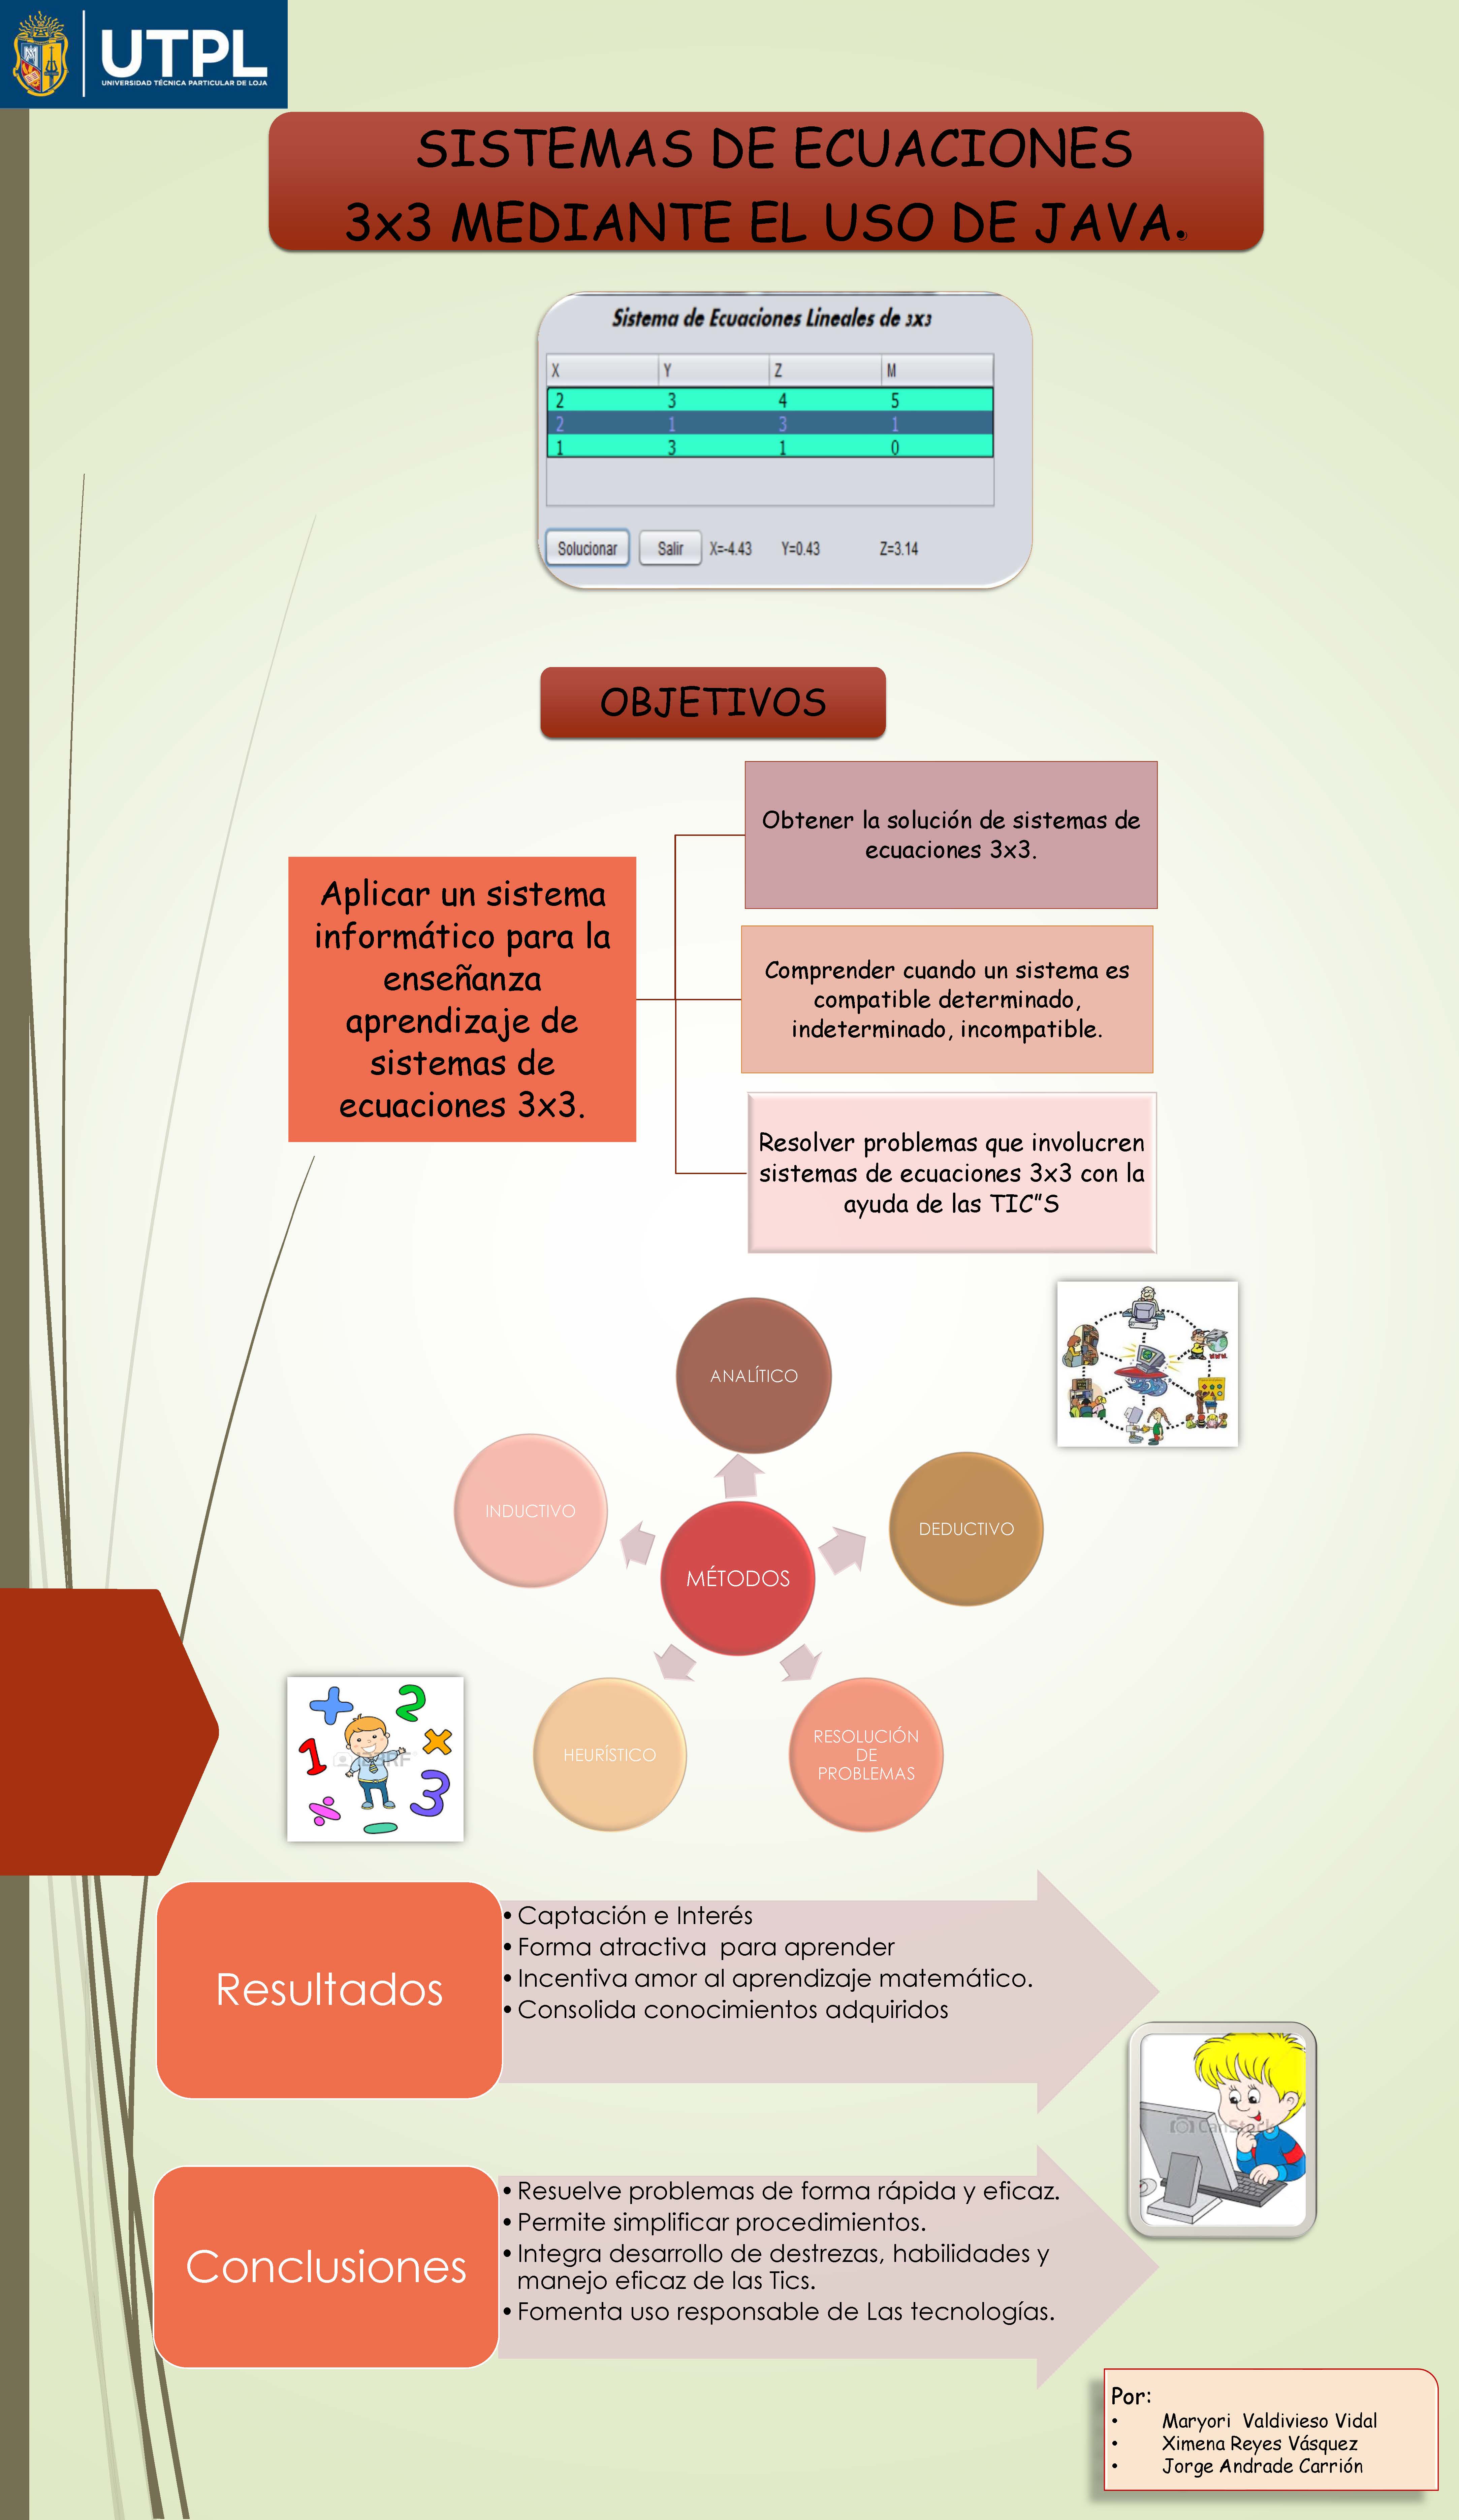 UTPL
UNIVERSIDAD TÉCNICA PARTICULAR DE LOJA
SISTEMAS DE ECUACIONES
3x3 MEDIANTE EL USO DE JAVA.
Sistema de Ecuaciones Lineales de 3x3
X Y Z M
2 3 4 5
2 1 3 1
1 3 1 0
Solucionar Salir X=-4.43 Y=0.43 Z=3.14
OBJETIVOS
Aplicar un sistema
informático para la
enseñanza
aprendizaje de
sistemas de
ecuaciones 3x3.
Obtener la solución de sistemas de
ecuaciones 3x3.
Comprender cuando un sistema es
compatible determinado,
indeterminado, incompatible.
Resolver problemas que involucren
sistemas de ecuaciones 3x3 con la
ayuda de las TIC"S
ANALÍTICO
INDUCTIVO
DEDUCTIVO
MÉTODOS
HEURÍSTICO
RESOLUCIÓN
DE
PROBLEMAS
+ 2
1 x
÷ 3
Resultados
• Captación e Interés
• Forma atractiva  para aprender
• Incentiva amor al aprendizaje matemático.
• Consolida conocimientos adquiridos
CanStock
Conclusiones
• Resuelve problemas de forma rápida y eficaz.
• Permite simplificar procedimientos.
• Integra desarrollo de destrezas, habilidades y
manejo eficaz de las Tics.
• Fomenta uso responsable de Las tecnologías.
Por:
• Maryori  Valdivieso Vidal
• Ximena Reyes Vásquez
• Jorge Andrade Carrión